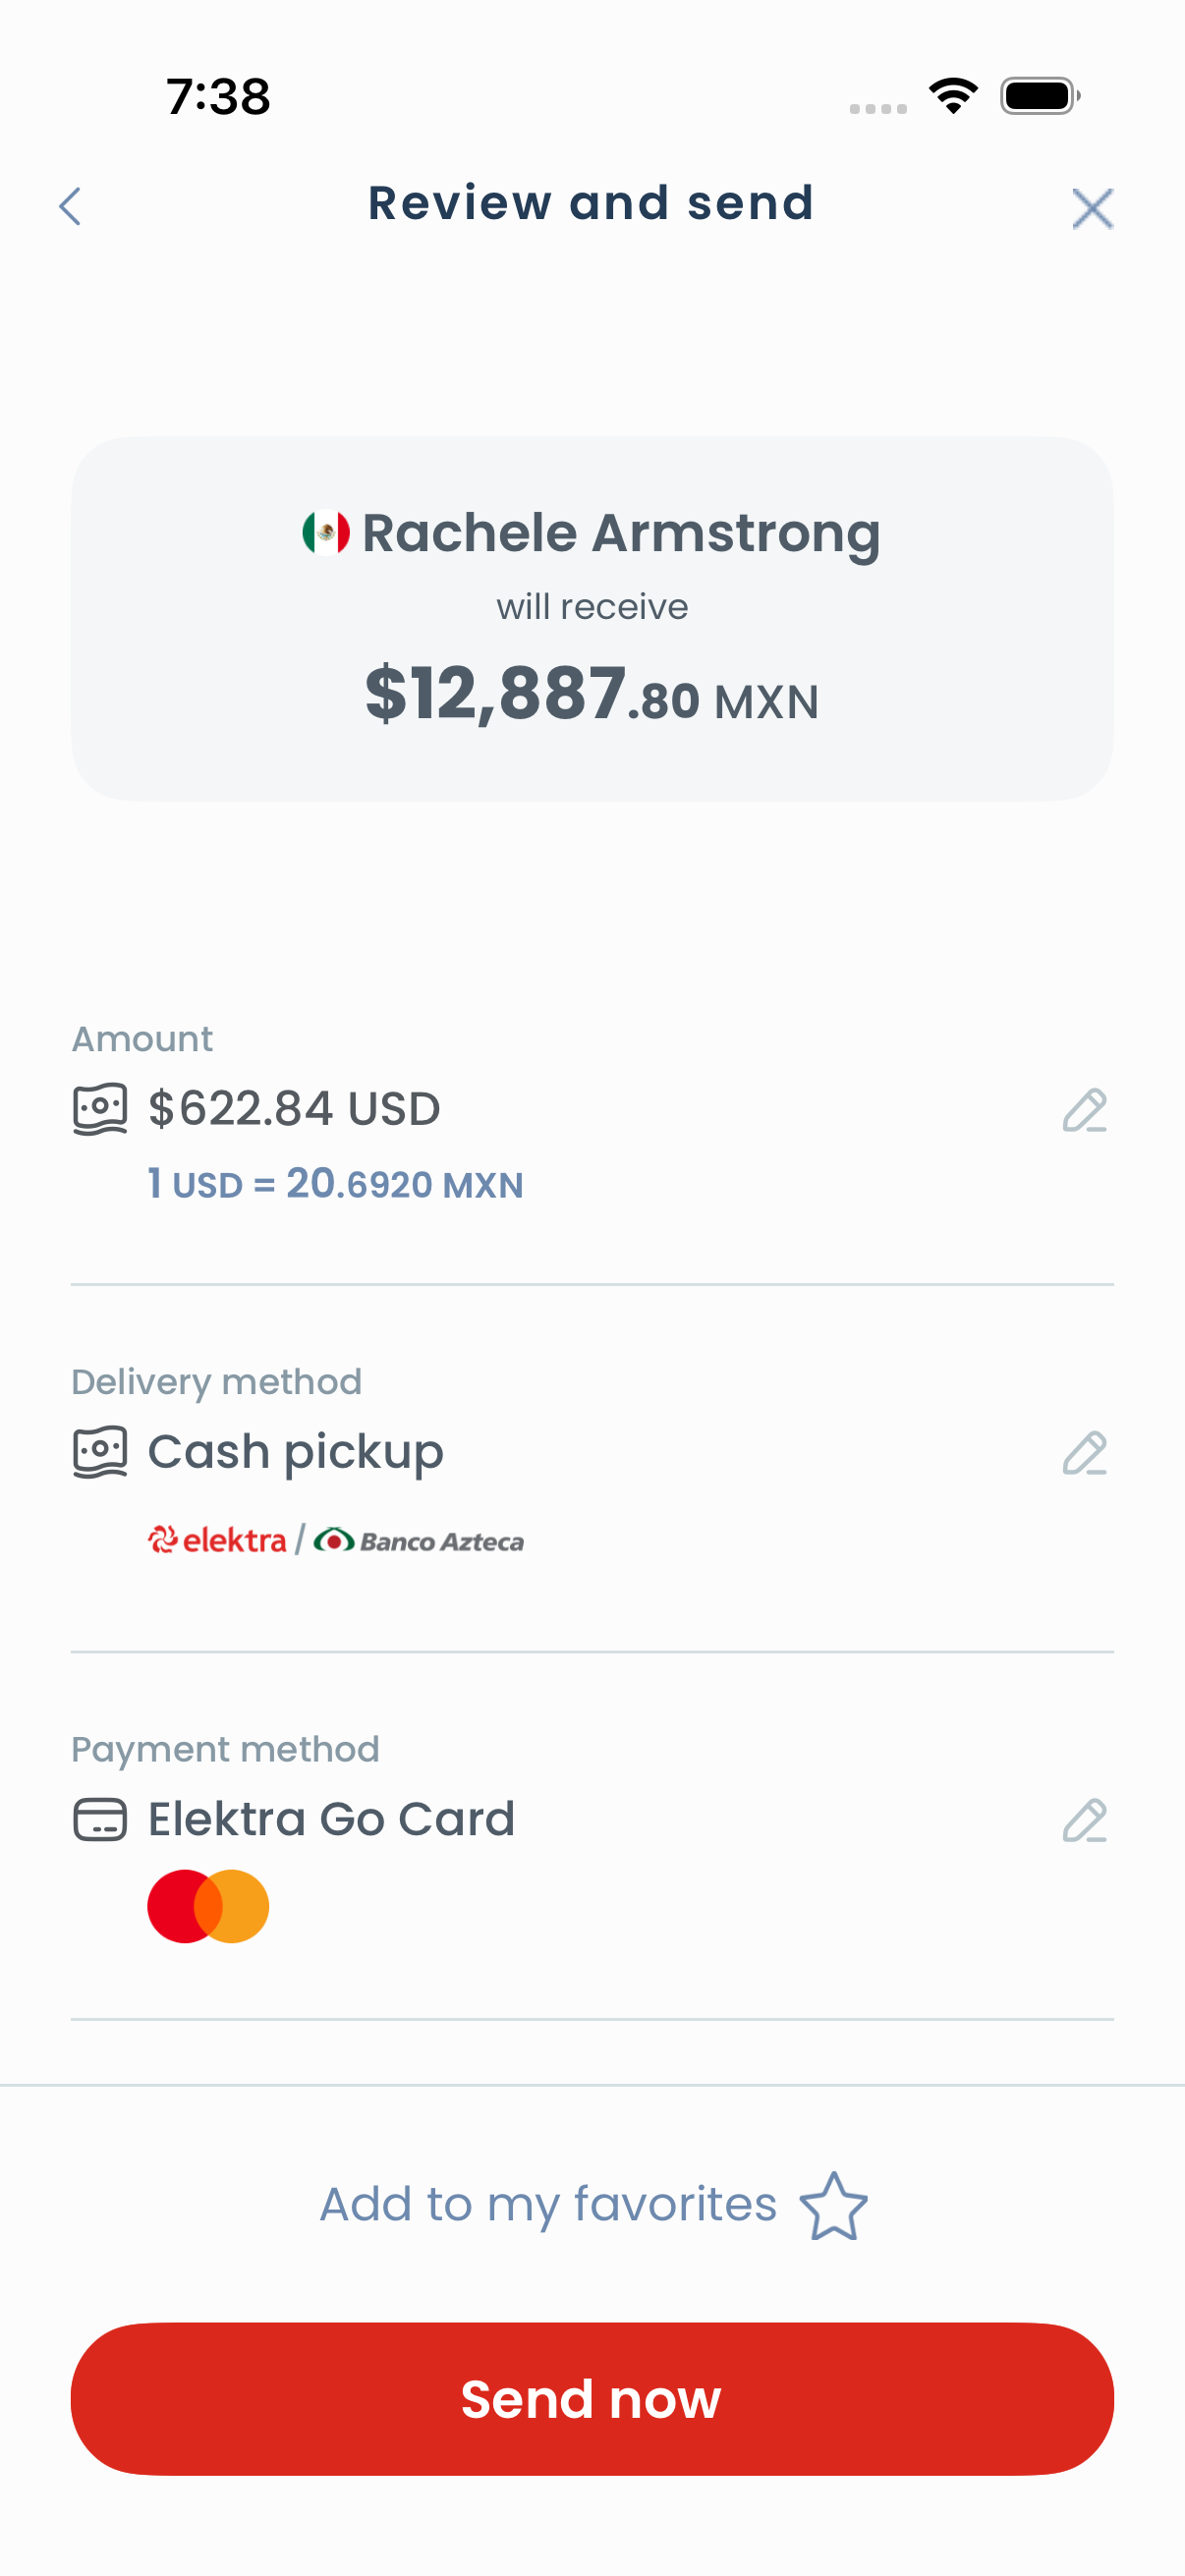 7:38
Review and send
Rachele Armstrong
will receive
$12,887.80 MXN
Amount
$622.84 USD
1 USD = 20.6920 MXN
Delivery method
Cash pickup
elektra / Banco Azteca
Payment method
Elektra Go Card
Add to my favorites
Send now